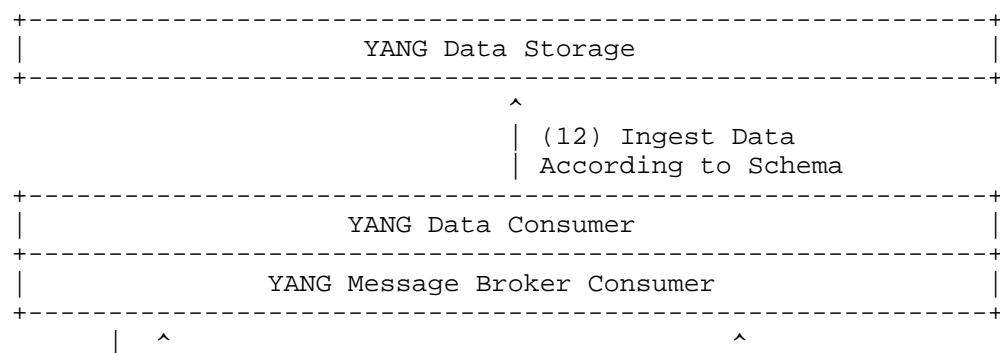 +------------------------------------------------------------+
|                     YANG Data Storage                      |
+------------------------------------------------------------+
                               ^
                               | (12) Ingest Data
                               | According to Schema
+------------------------------------------------------------+
|                    YANG Data Consumer                      |
+------------------------------------------------------------+
|               YANG Message Broker Consumer                 |
+------------------------------------------------------------+
      |  ^                                   ^